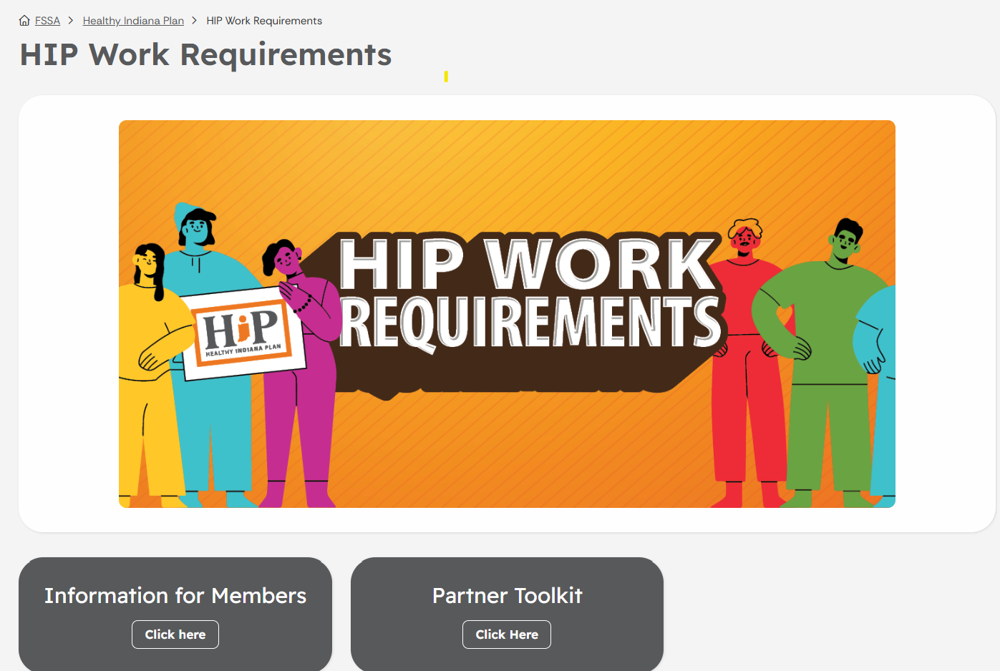 FSSA > Healthy Indiana Plan > HIP Work Requirements
HIP Work Requirements
HIP WORK
REQUIREMENTS
HiP
HEALTHY INDIANA PLAN
Information for Members
Click here
Partner Toolkit
Click Here